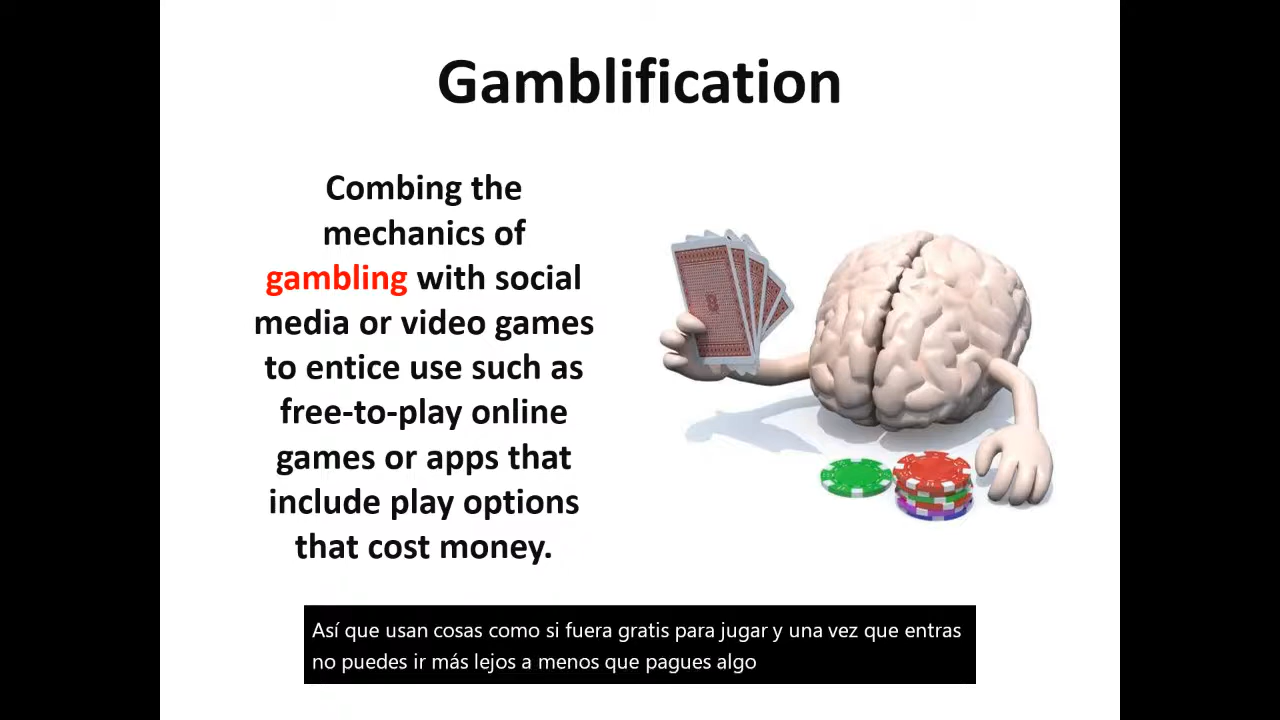 Gamblification
Combing the
mechanics of
gambling with social
media or video games
to entice use such as
free-to-play online
games or apps that
include play options
that cost money.
Así que usan cosas como si fuera gratis para jugar y una vez que entras
no puedes ir más lejos a menos que pagues algo